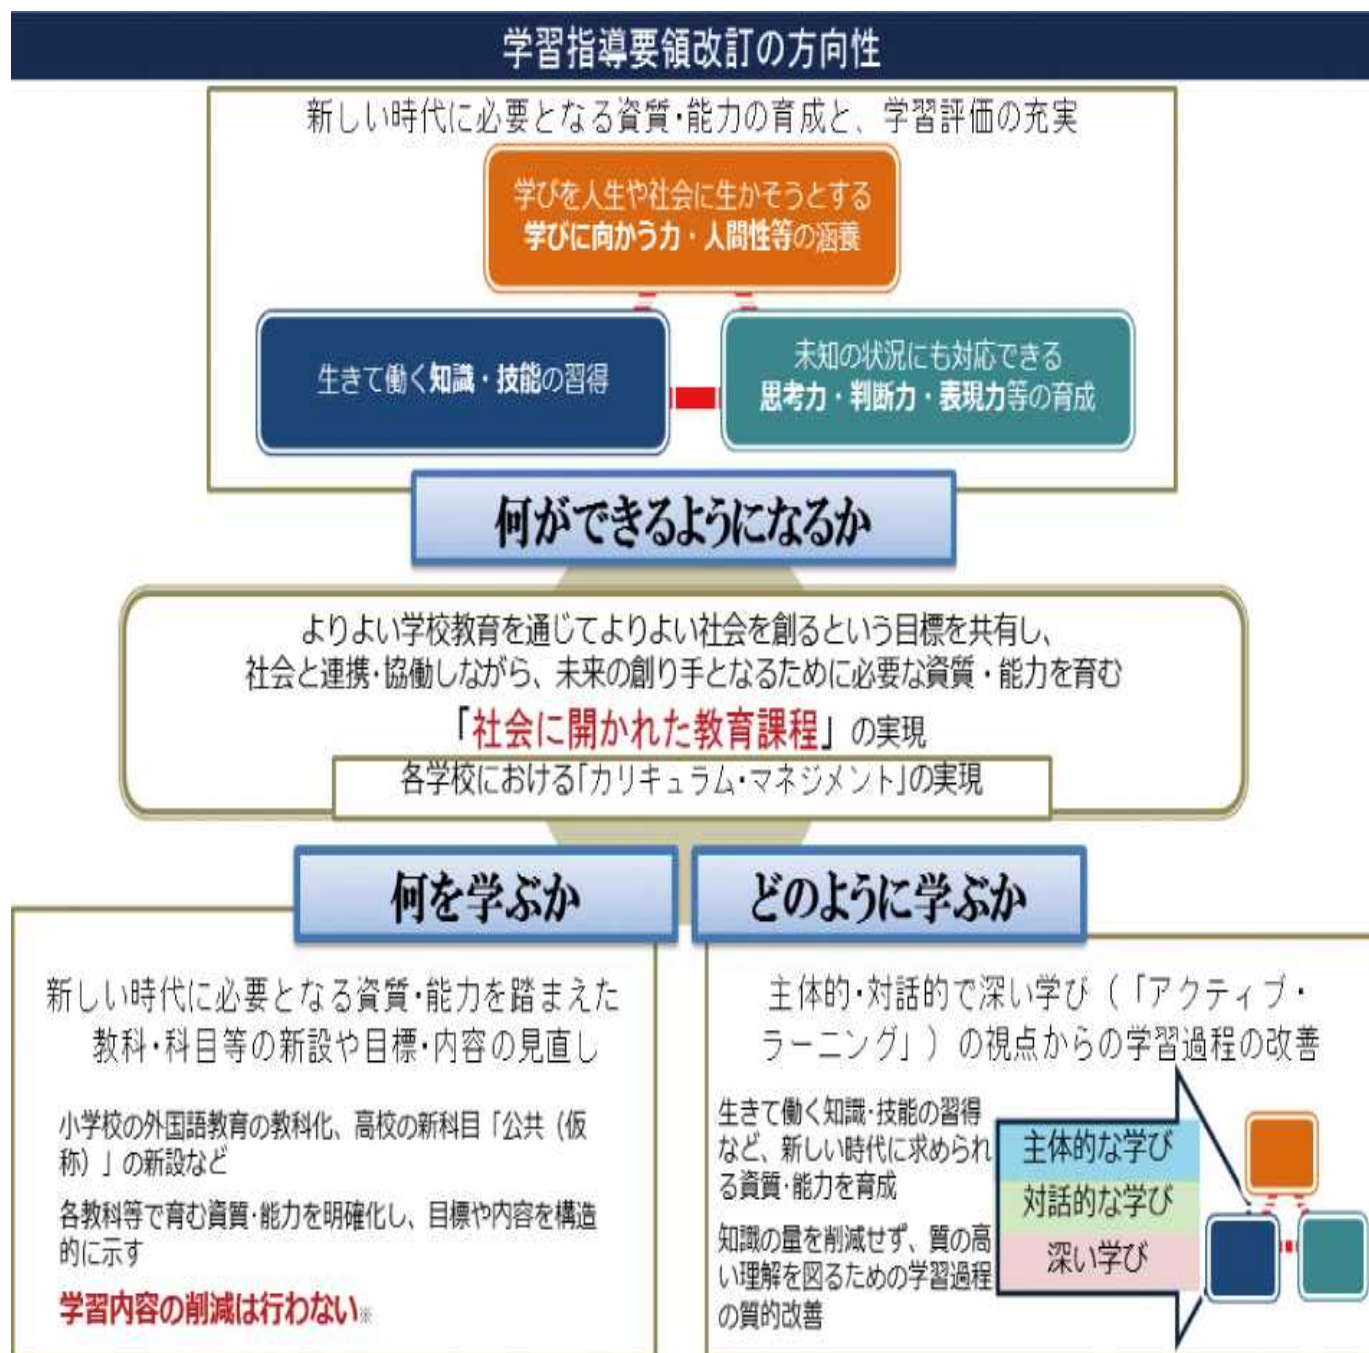 学習指導要領改訂の方向性
新しい時代に必要となる資質･能力の育成と、学習評価の充実
学びを人生や社会に生かそうとする
学びに向かう力・人間性等の涵養
生きて働く知識・技能の習得
未知の状況にも対応できる
思考力・判断力・表現力等の育成
何ができるようになるか
よりよい学校教育を通じてよりよい社会を創るという目標を共有し、
社会と連携･協働しながら、未来の創り手となるために必要な資質・能力を育む
「社会に開かれた教育課程」の実現
各学校における｢カリキュラム･マネジメント｣の実現
何を学ぶか
新しい時代に必要となる資質･能力を踏まえた
教科･科目等の新設や目標･内容の見直し
小学校の外国語教育の教科化、高校の新科目「公共（仮
称）」の新設など
各教科等で育む資質･能力を明確化し、目標や内容を構造
的に示す
学習内容の削減は行わない※
どのように学ぶか
主体的･対話的で深い学び（「アクティブ・
ラーニング」）の視点からの学習過程の改善
生きて働く知識･技能の習得
など、新しい時代に求められ
る資質･能力を育成
知識の量を削減せず、質の高
い理解を図るための学習過程
の質的改善
主体的な学び
対話的な学び
深い学び